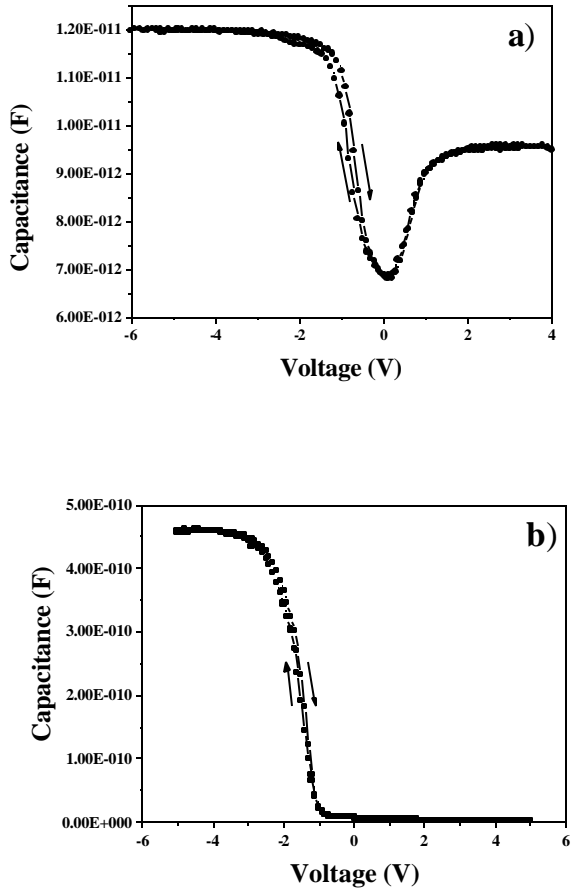 a)
1.20E-011
1.10E-011
1.00E-011
9.00E-012
8.00E-012
7.00E-012
6.00E-012
Capacitance (F)
-6 -4 -2 0 2 4
Voltage (V)
b)
5.00E-010
4.00E-010
3.00E-010
2.00E-010
1.00E-010
0.00E+000
Capacitance (F)
-6 -4 -2 0 2 4 6
Voltage (V)